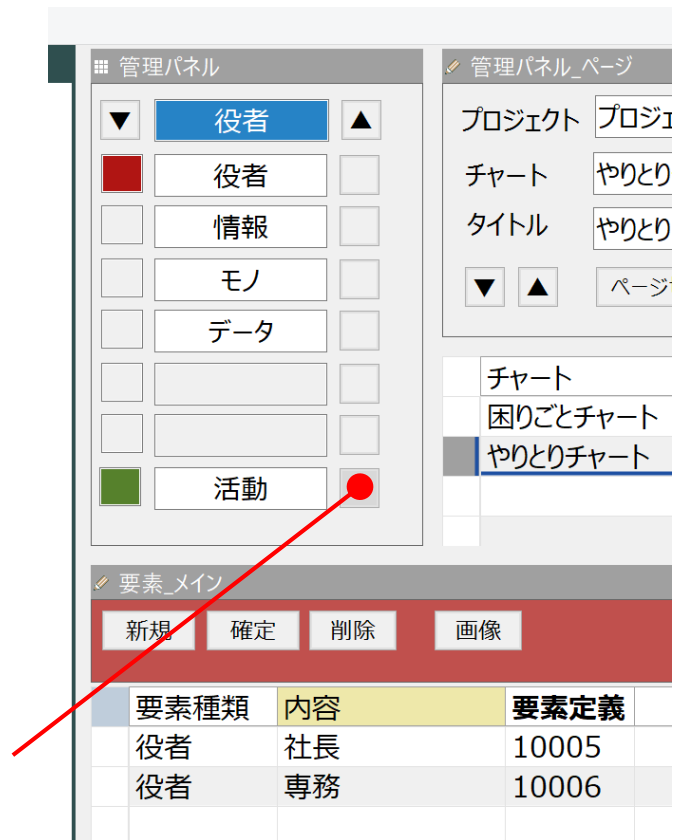 管理パネル
▼ 役者 ▲
役者
情報
モノ
データ
活動
管理パネル_ページ
プロジェクト プロジェ
チャート やりとり
タイトル やりとり
▼ ▲ ページ
チャート
困りごとチャート
やりとりチャート
要素_メイン
新規 確定 削除 画像
要素種類 内容 要素定義
役者 社長 10005
役者 専務 10006